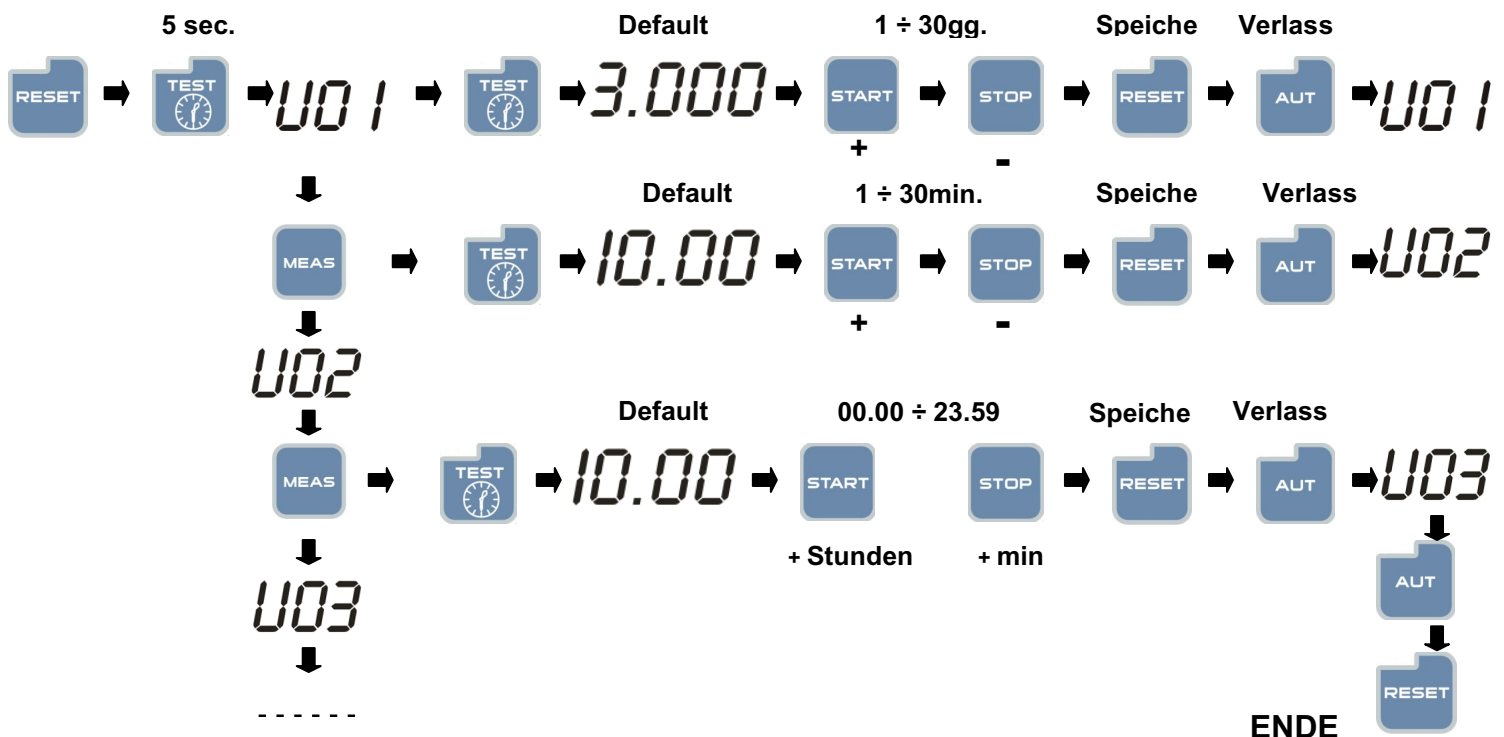 5 sec. Default 1 ÷ 30gg. Speiche Verlass
RESET TEST U01 TEST 3.000 START STOP RESET AUT U01
+ -
Default 1 ÷ 30min. Speiche Verlass
MEAS TEST 10.00 START STOP RESET AUT U02
+ -
U02
Default 00.00 ÷ 23.59 Speiche Verlass
MEAS TEST 10.00 START STOP RESET AUT U03
+ Stunden + min
AUT
U03
RESET
- - - - - -
ENDE